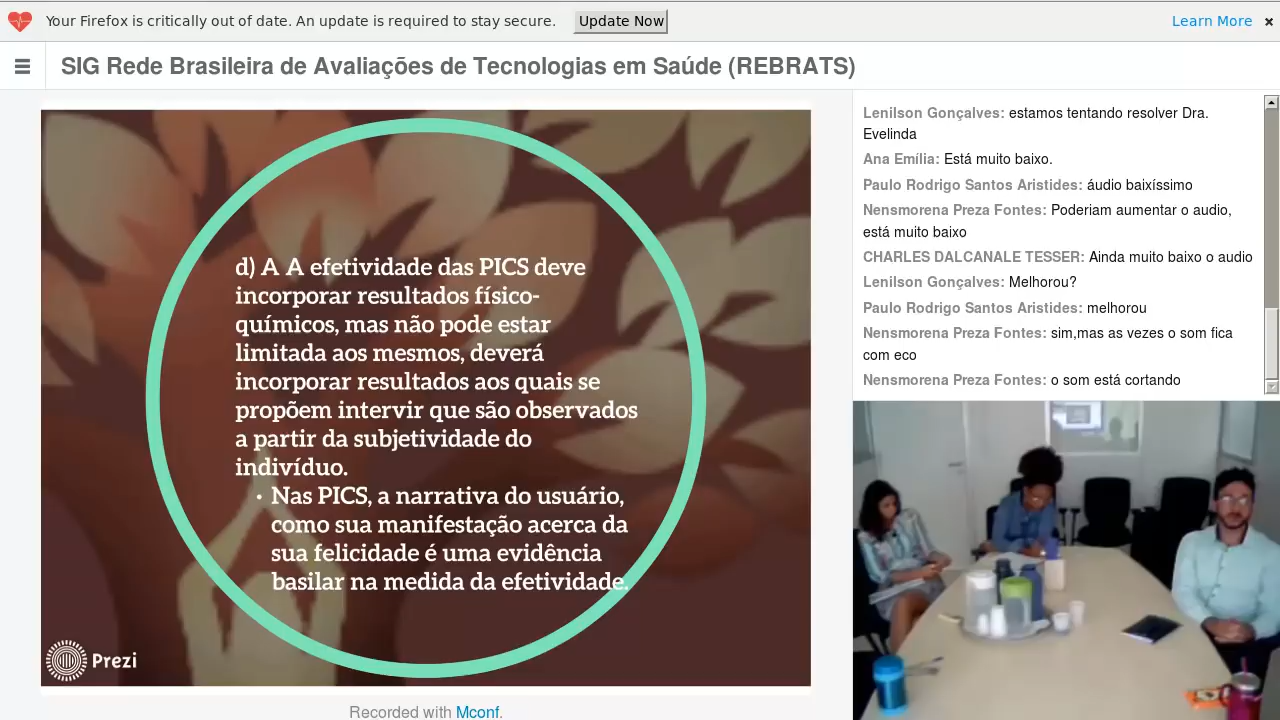 Your Firefox is critically out of date. An update is required to stay secure.
Update Now
Learn More
SIG Rede Brasileira de Avaliações de Tecnologias em Saúde (REBRATS)
d) A A efetividade das PICS deve
incorporar resultados físico-
químicos, mas não pode estar
limitada aos mesmos, deverá
incorporar resultados aos quais se
propõem intervir que são observados
a partir da subjetividade do
indivíduo.
• Nas PICS, a narrativa do usuário,
como sua manifestação acerca da
sua felicidade é uma evidência
basilar na medida da efetividade.
Prezi
Recorded with Mconf.
Lenilson Gonçalves: estamos tentando resolver Dra.
Evelinda
Ana Emília: Está muito baixo.
Paulo Rodrigo Santos Aristides: áudio baixíssimo
Nensmorena Preza Fontes: Poderiam aumentar o audio,
está muito baixo
CHARLES DALCANALE TESSER: Ainda muito baixo o audio
Lenilson Gonçalves: Melhorou?
Paulo Rodrigo Santos Aristides: melhorou
Nensmorena Preza Fontes: sim,mas as vezes o som fica
com eco
Nensmorena Preza Fontes: o som está cortando